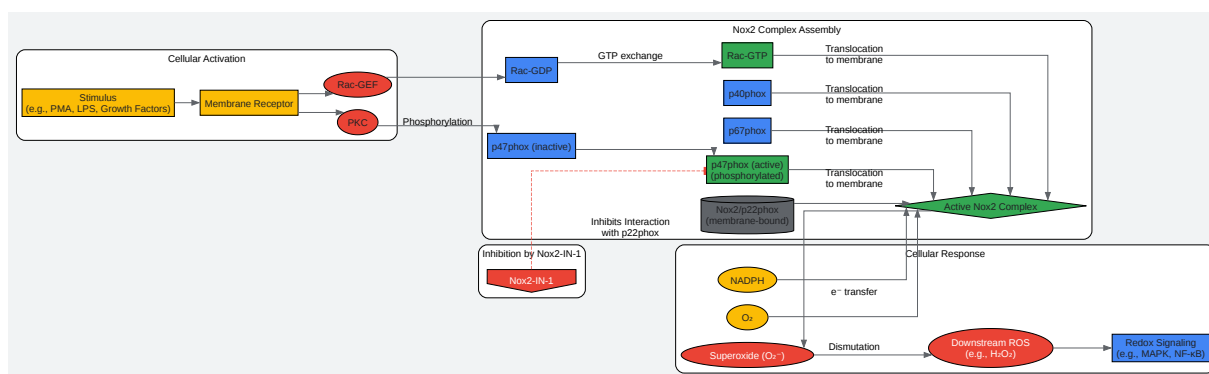 Cellular Activation
Stimulus
(e.g., PMA, LPS, Growth Factors)
Membrane Receptor
Rac-GEF
PKC
Phosphorylation
Nox2 Complex Assembly
Rac-GDP
GTP exchange
Rac-GTP
Translocation
to membrane
p40phox
Translocation
to membrane
p67phox
Translocation
to membrane
p47phox (inactive)
p47phox (active)
(phosphorylated)
Translocation
to membrane
Nox2/p22phox
(membrane-bound)
Active Nox2 Complex
Inhibits Interaction
with p22phox
Inhibition by Nox2-IN-1
Nox2-IN-1
Cellular Response
NADPH
e⁻ transfer
O₂
Superoxide (O₂⁻)
Dismutation
Downstream ROS
(e.g., H₂O₂)
Redox Signaling
(e.g., MAPK, NF-κB)